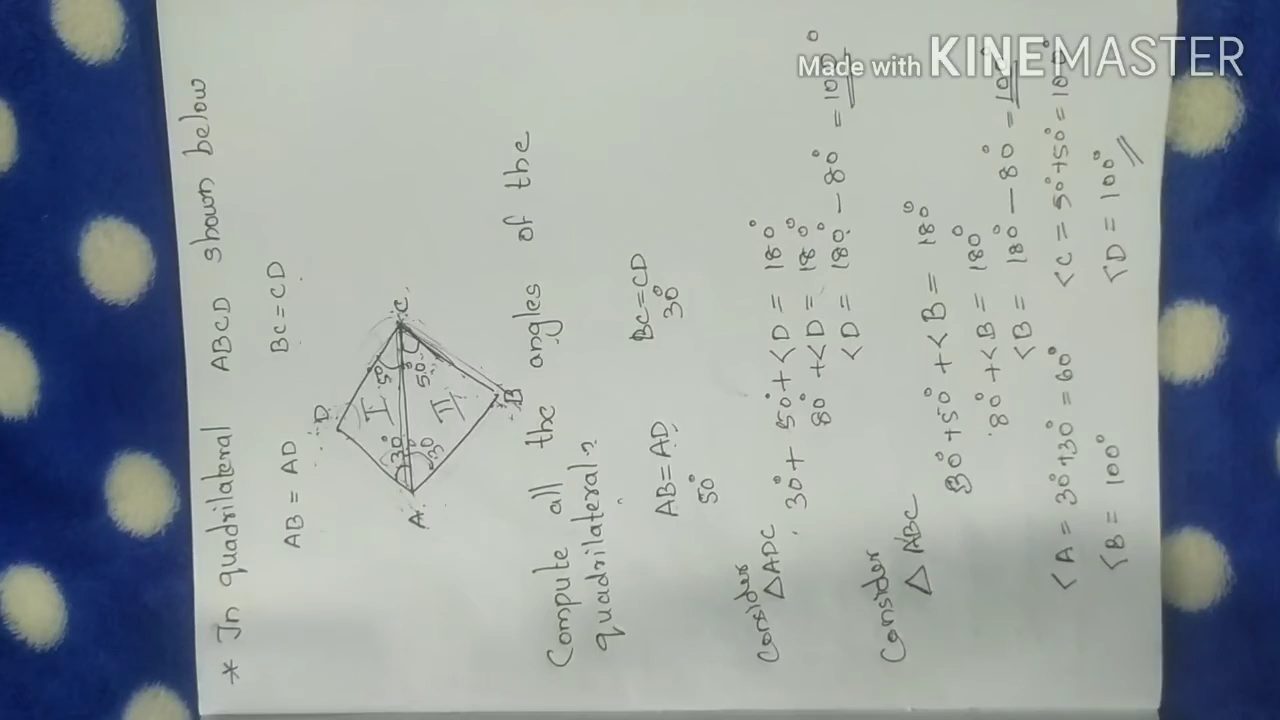 * In quadrilateral ABCD shown below
AB = AD BC = CD
D
I
30° 5°
A. C.
30 50
II
B
Compute all the angles of the
quadrilateral?
AB = AD BC = CD
50° 30°
Consider
△ ADC
30° + 50° + <D = 180°
80° + <D = 180°
<D = 180° - 80° = 100°
Consider
△ ABC
30° + 50° + <B = 180°
80° + <B = 180°
<B = 180° - 80° = 100°
<A = 30°+30° = 60° <C = 50°+50° = 100°
<B = 100° <D = 100°
Made with KINEMASTER